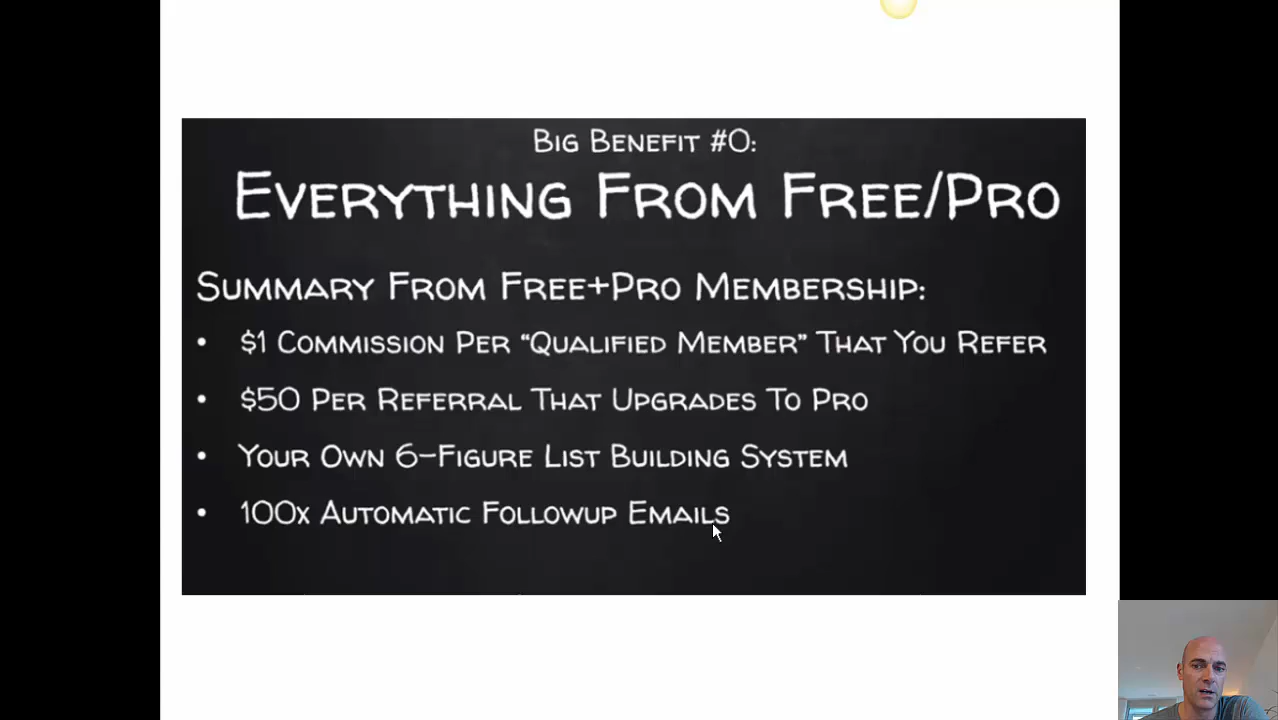 Big Benefit #0:
Everything From Free/Pro
Summary From Free+Pro Membership:
• $1 Commission Per “Qualified Member” That You Refer
• $50 Per Referral That Upgrades To Pro
• Your Own 6-Figure List Building System
• 100x Automatic Followup Emails